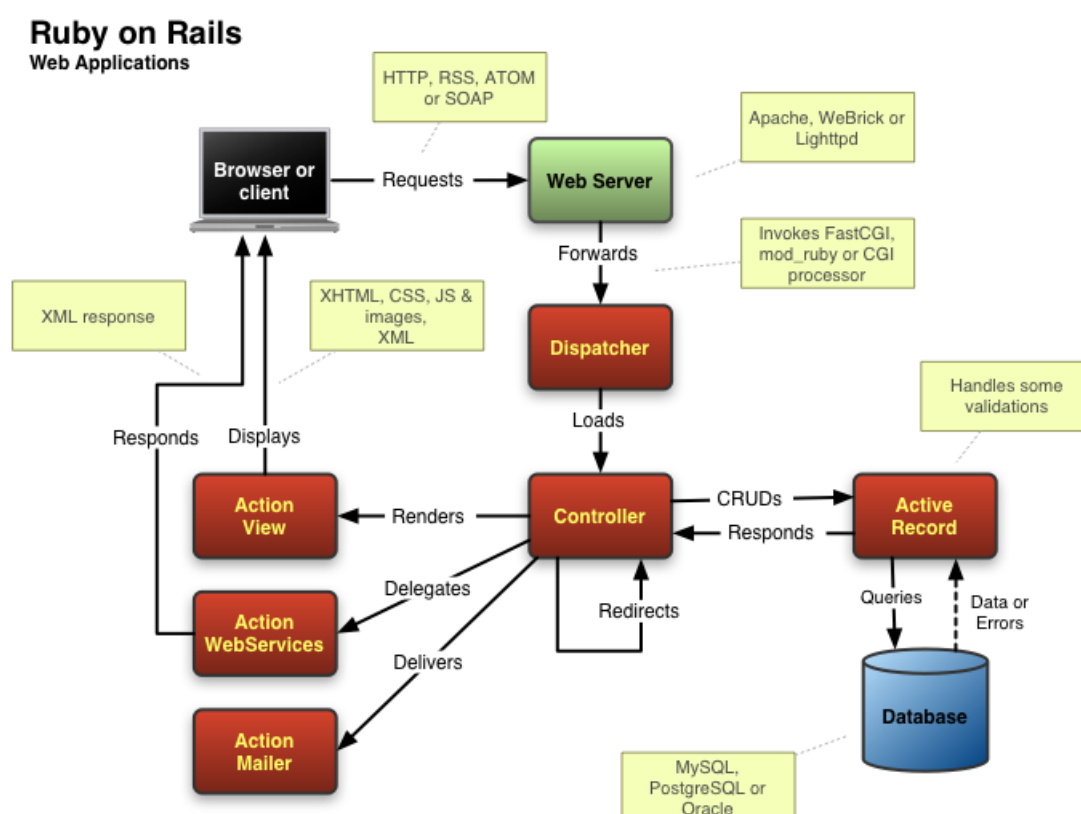 Ruby on Rails
Web Applications
HTTP, RSS, ATOM
or SOAP
Apache, WeBrick or
Lighttpd
Browser or
client
Requests
Web Server
Invokes FastCGI,
mod_ruby or CGI
processor
Forwards
XML response
XHTML, CSS, JS &
images,
XML
Dispatcher
Handles some
validations
Loads
Responds
Displays
Action
View
Renders
Controller
CRUDs
Responds
Active
Record
Delegates
Redirects
Queries
Data or
Errors
Action
WebServices
Delivers
Action
Mailer
Database
MySQL,
PostgreSQL or
Oracle